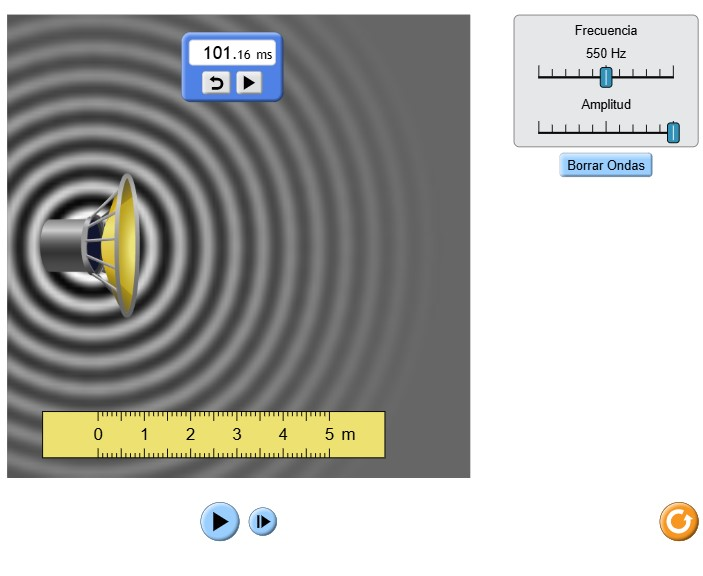 101.16 ms
Frecuencia
550 Hz
Amplitud
Borrar Ondas
0 1 2 3 4 5 m